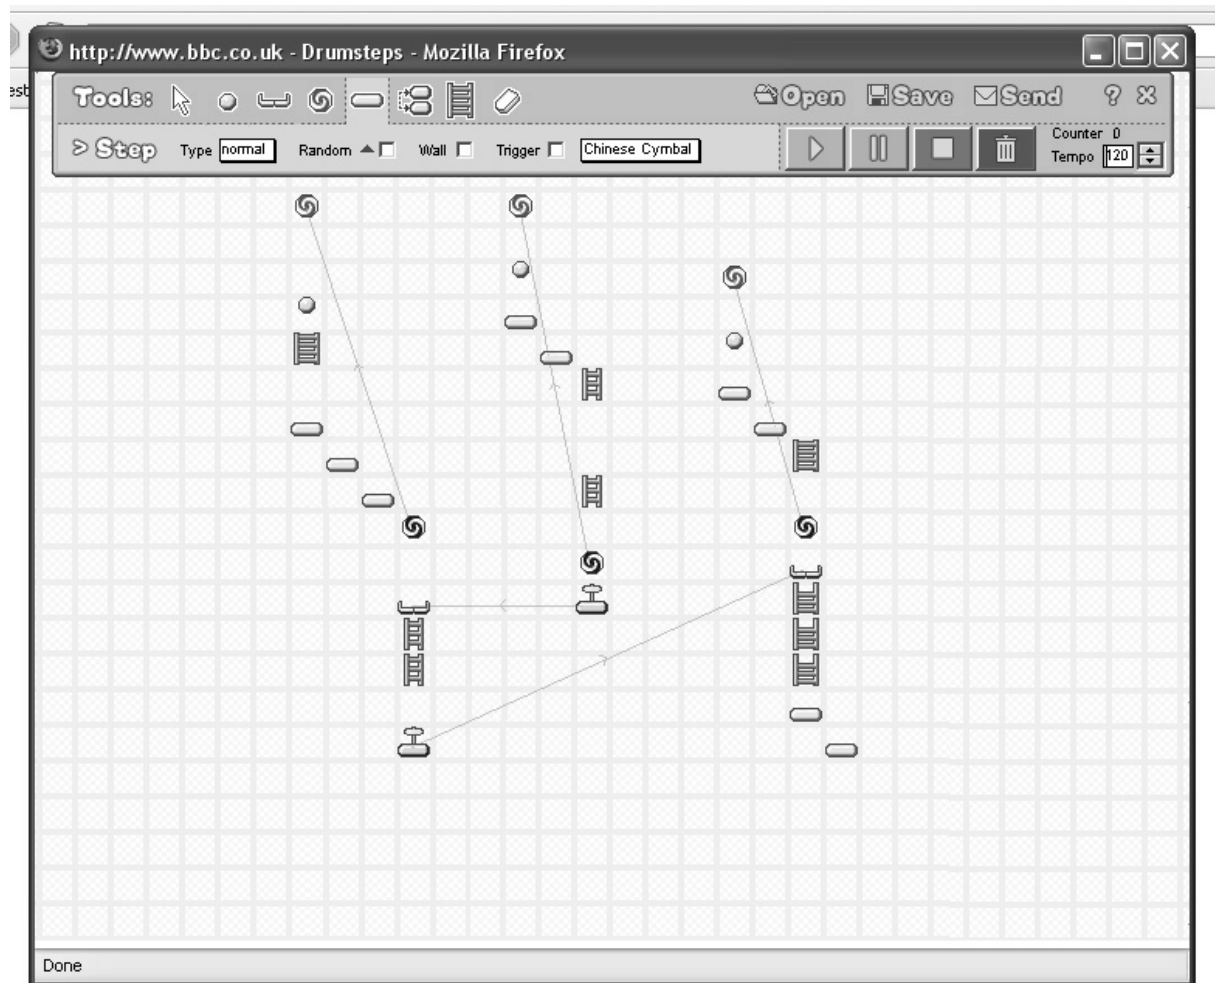 http://www.bbc.co.uk - Drumsteps - Mozilla Firefox
est
Tools: Open Save Send ? 
> Step Type normal Random Wall Trigger Chinese Cymbal Counter 0
Tempo 120
Done